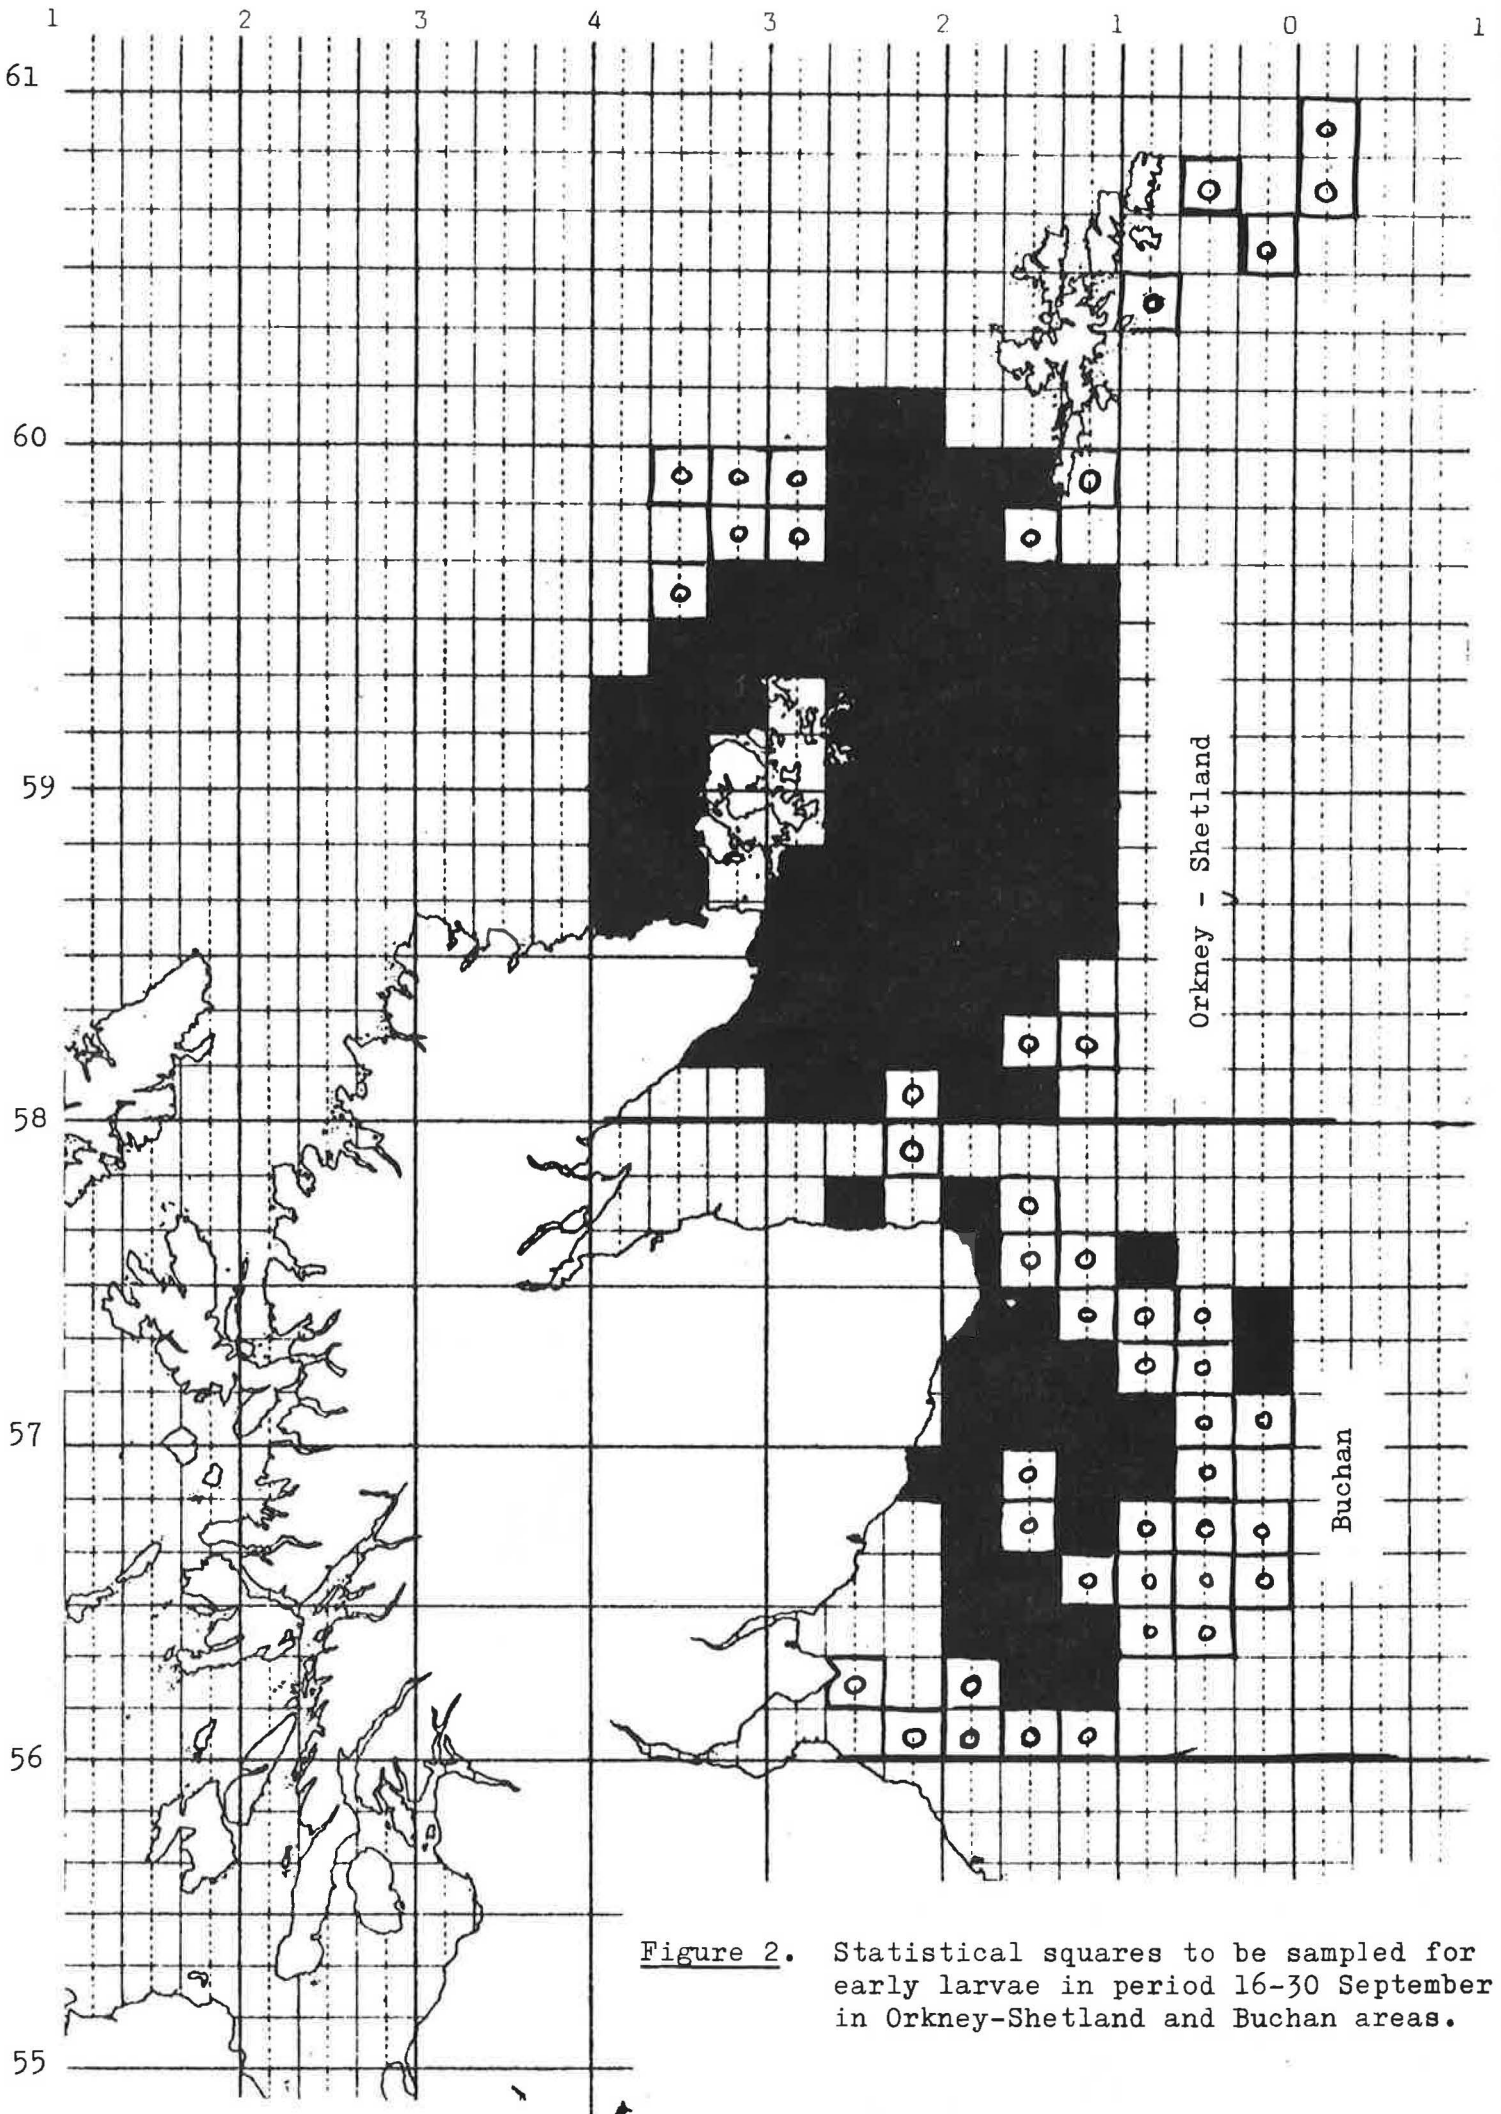 1 2 3 4 3 2 1 0 1
61
60
59
58
57
56
55
Orkney - Shetland
Buchan
Figure 2. Statistical squares to be sampled for
early larvae in period 16-30 September
in Orkney-Shetland and Buchan areas.